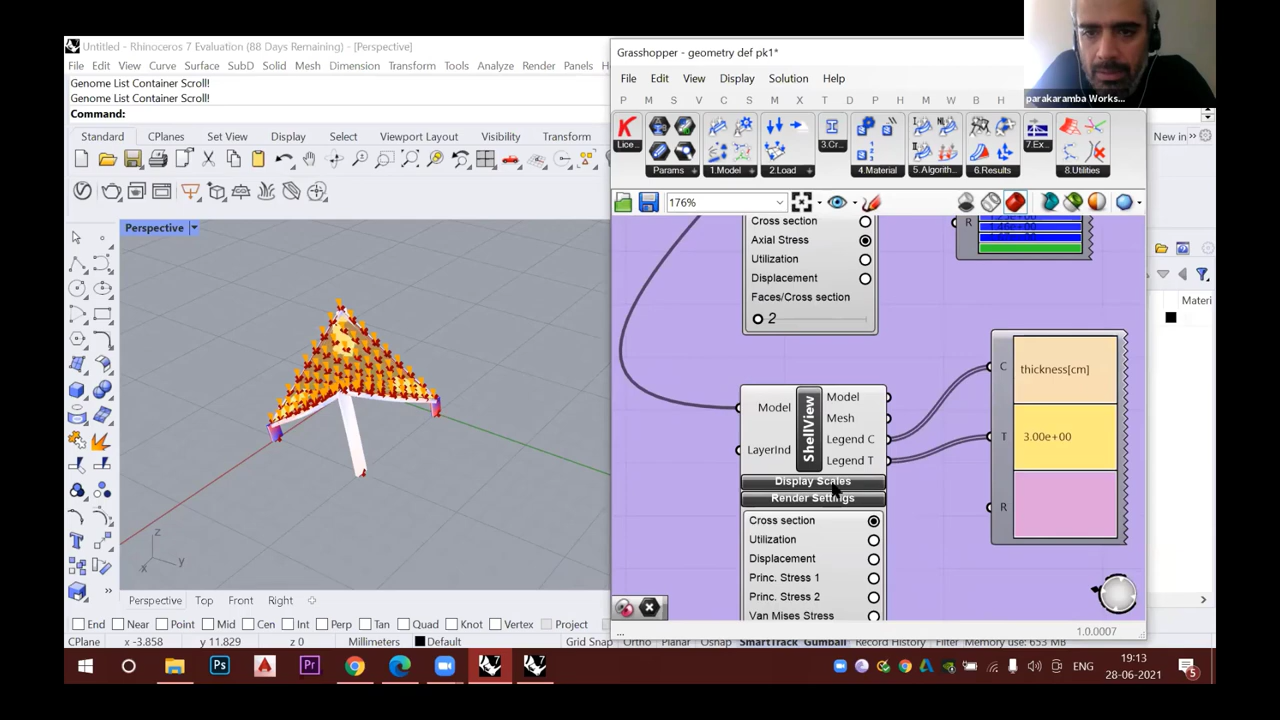 Untitled - Rhinoceros 7 Evaluation (88 Days Remaining) - [Perspective]
File Edit View Curve Surface SubD Solid Mesh Dimension Transform Tools Analyze Render Panels
Genome List Container Scroll!
Genome List Container Scroll!
Command:
Standard CPlanes Set View Display Select Viewport Layout Visibility Transform
Perspective
Perspective Top Front Right
End Near Point Mid Cen Int Perp Tan Quad Knot Vertex Project
CPlane x -3.858 y 11.829 z 0 Millimeters Default Grid Snap Ortho Planar Osnap SmartTrack Gumball Record History Filter Memory use: 653 MB
Grasshopper - geometry def pk1*
File Edit View Display Solution Help
P M S V C S I M X T D P K L M W B H
Lice... Params 1.Model 2.Load 3.Cr... 4.Material 5.Algorith... 6.Results 7.Ex... 8.Utilities
176%
Cross section
Axial Stress
Utilization
Displacement
Faces/Cross section
2
R
1.46e+00
Model
LayerInd
ShellView
Model
Mesh
Legend C
Legend T
Display Scales
Render Settings
Cross section
Utilization
Displacement
Princ. Stress 1
Princ. Stress 2
Van Mises Stress
C
thickness[cm]
T
3.00e+00
R
...
1.0.0007
parakaramba Works...
New in
Materi
Ps
Pr
ENG
19:13
28-06-2021
5